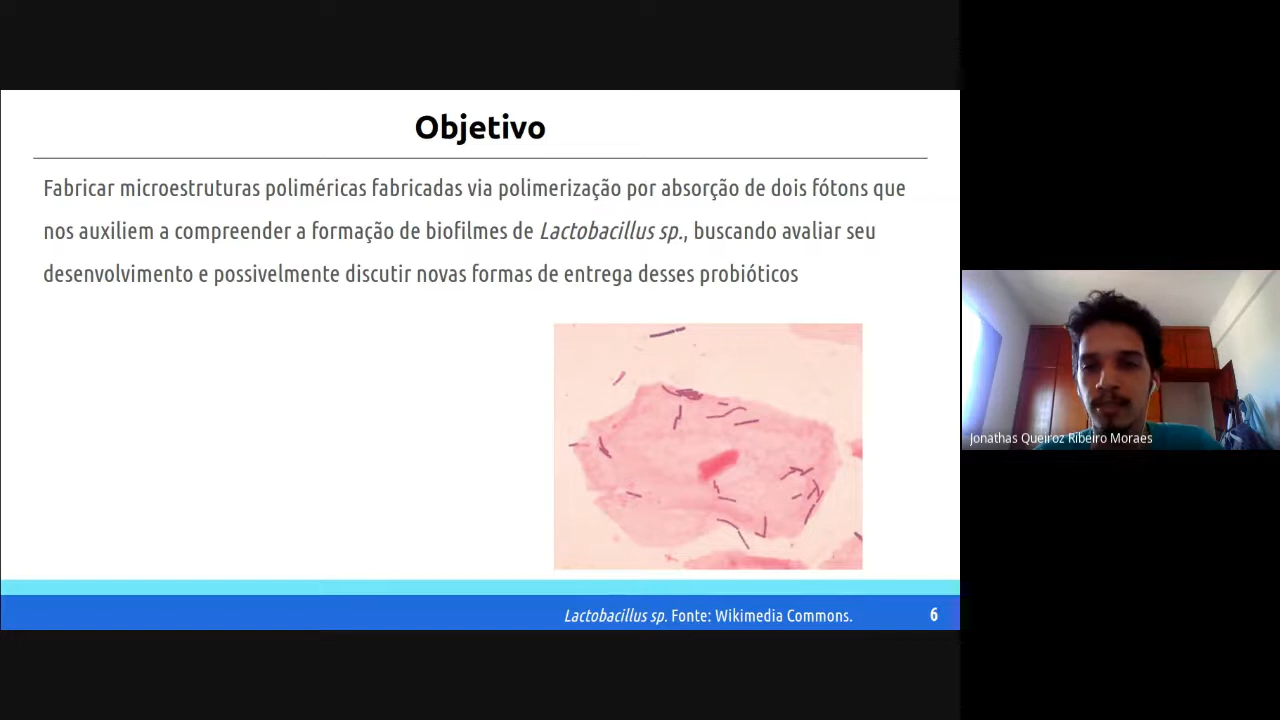 Objetivo
Fabricar microestruturas poliméricas fabricadas via polimerização por absorção de dois fótons que
nos auxiliem a compreender a formação de biofilmes de Lactobacillus sp., buscando avaliar seu
desenvolvimento e possivelmente discutir novas formas de entrega desses probióticos
Jonathas Queiroz Ribeiro Moraes
Lactobacillus sp. Fonte: Wikimedia Commons.
6